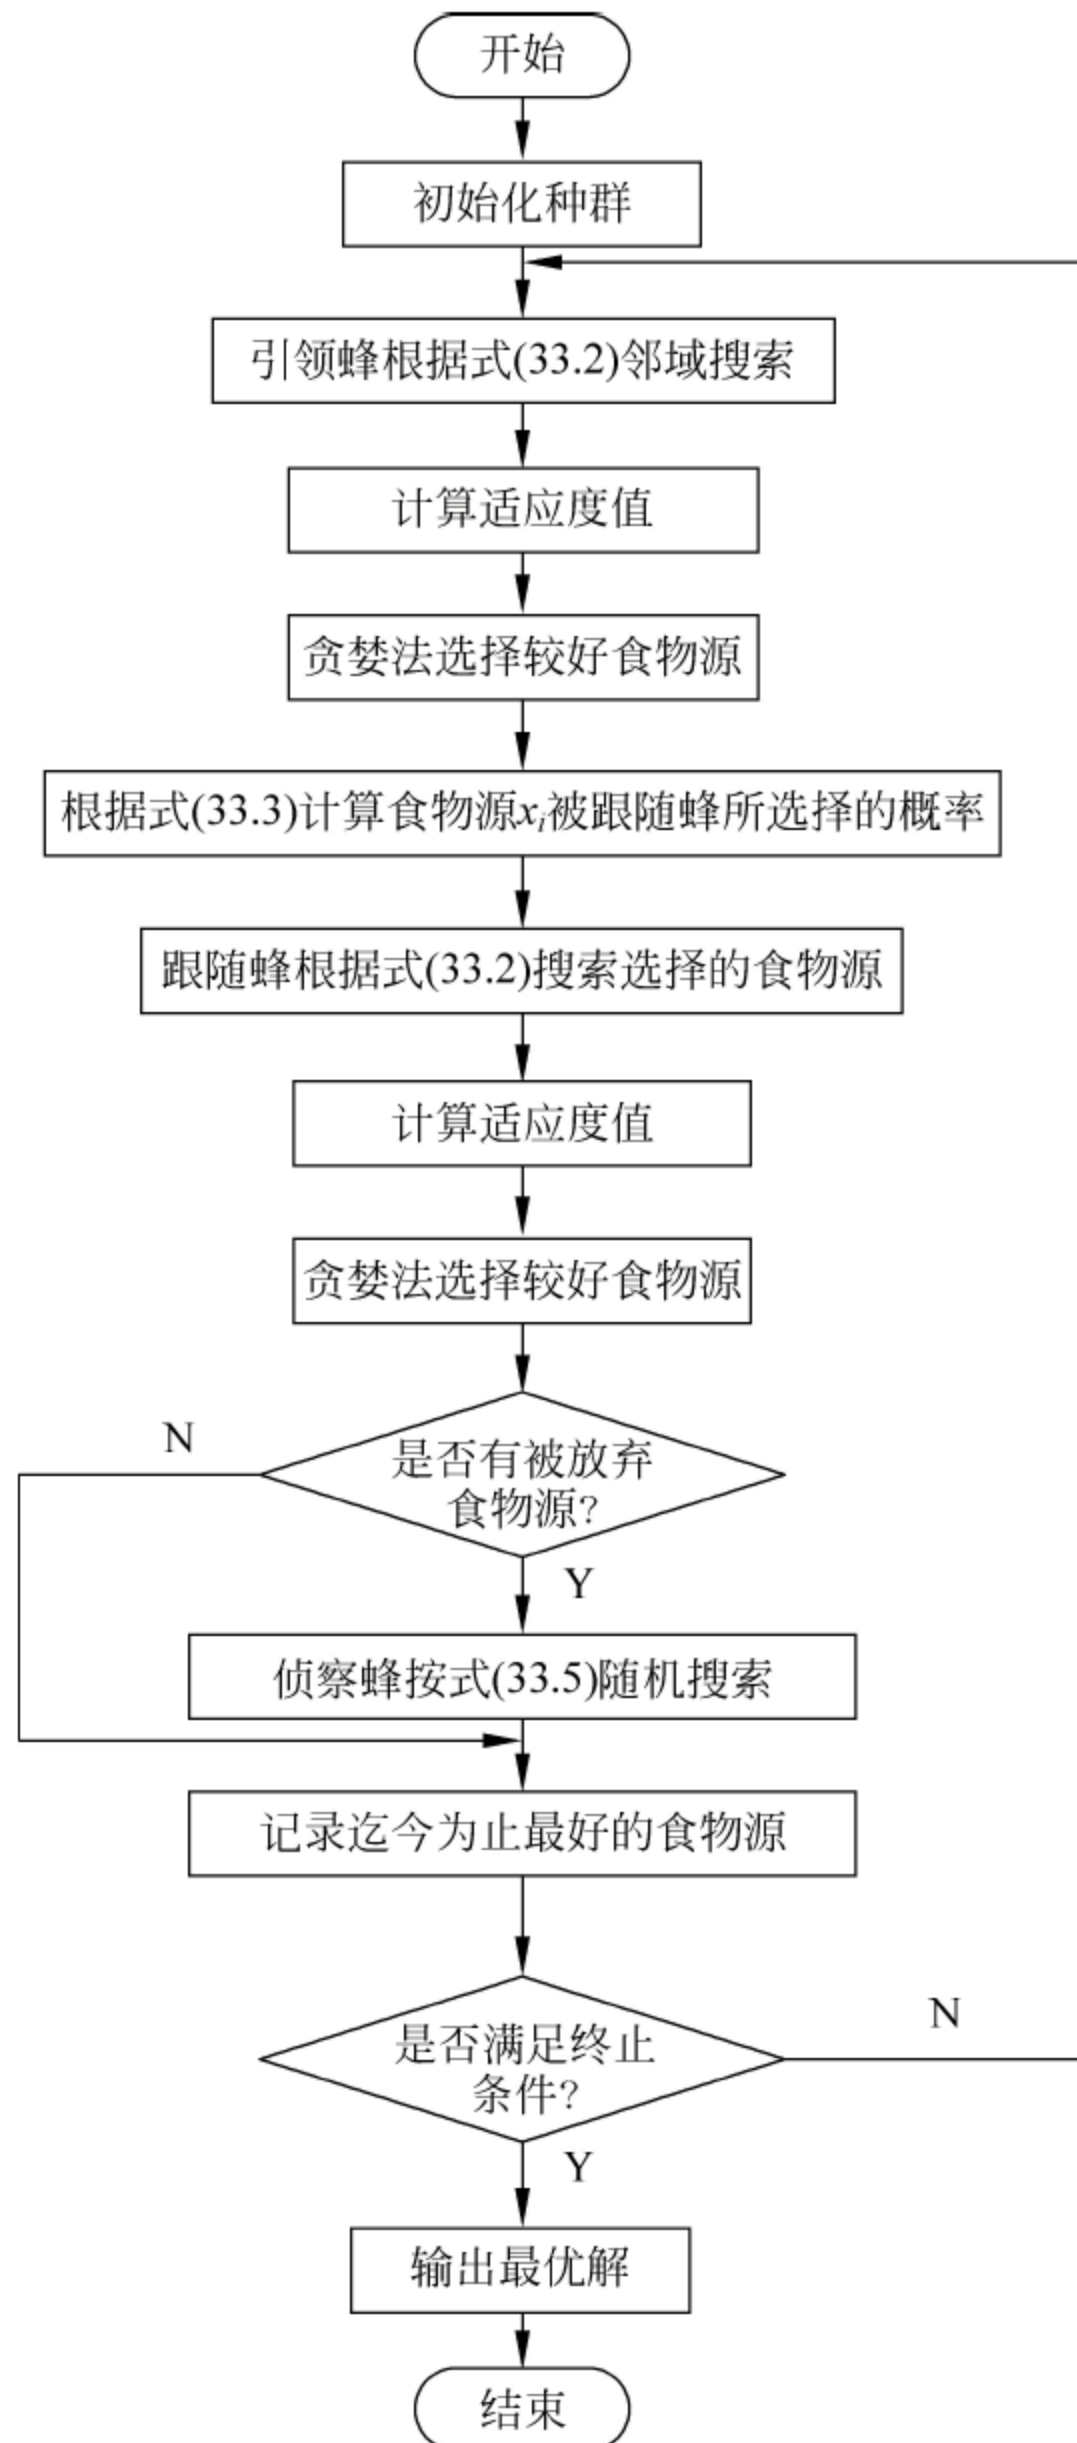 开始
初始化种群
引领蜂根据式(33.2)邻域搜索
计算适应度值
贪婪法选择较好食物源
根据式(33.3)计算食物源xi被跟随蜂所选择的概率
跟随蜂根据式(33.2)搜索选择的食物源
计算适应度值
贪婪法选择较好食物源
N
是否有被放弃
食物源?
Y
侦察蜂按式(33.5)随机搜索
记录迄今为止最好的食物源
N
是否满足终止
条件?
Y
输出最优解
结束